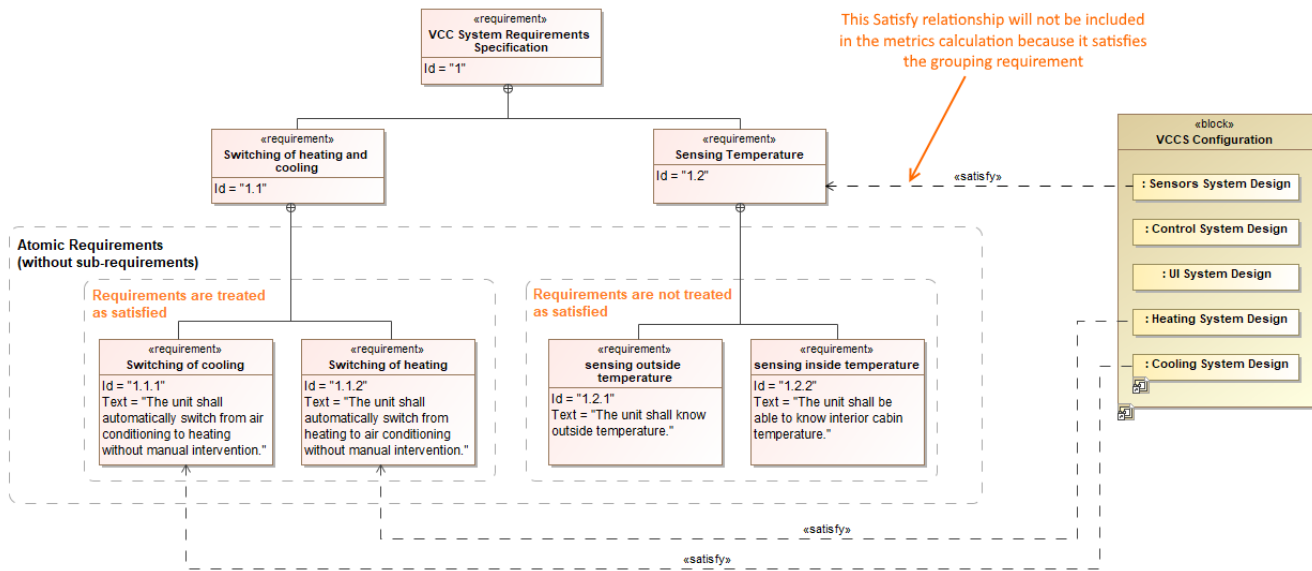 «requirement»
VCC System Requirements
Specification
Id = "1"
This Satisfy relationship will not be included
in the metrics calculation because it satisfies
the grouping requirement
«requirement»
Switching of heating and
cooling
Id = "1.1"
«requirement»
Sensing Temperature
Id = "1.2"
«satisfy»
«block»
VCCS Configuration
: Sensors System Design
: Control System Design
: UI System Design
: Heating System Design
: Cooling System Design
Atomic Requirements
(without sub-requirements)
Requirements are treated
as satisfied
Requirements are not treated
as satisfied
«requirement»
Switching of cooling
Id = "1.1.1"
Text = "The unit shall
automatically switch from air
conditioning to heating
without manual intervention."
«requirement»
Switching of heating
Id = "1.1.2"
Text = "The unit shall
automatically switch from
heating to air conditioning
without manual intervention."
«requirement»
sensing outside
temperature
Id = "1.2.1"
Text = "The unit shall know
outside temperature."
«requirement»
sensing inside temperature
Id = "1.2.2"
Text = "The unit shall be
able to know interior cabin
temperature."
«satisfy»
«satisfy»